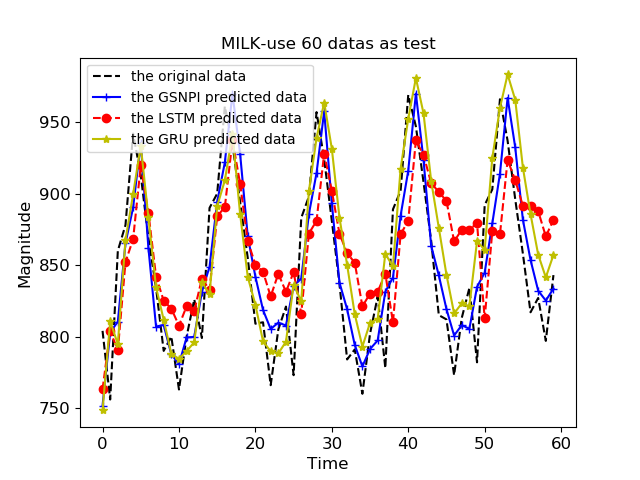 MILK-use 60 datas as test
the original data
the GSNPI predicted data
the LSTM predicted data
the GRU predicted data
Magnitude
950
900
850
800
750
0 10 20 30 40 50 60
Time